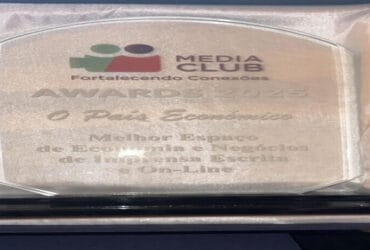 MEDIA
CLUB
Fortalecendo Conexões
AWARDS 2025
O País Económico
Melhor Espaço
de Economia e Negócios
de Imprensa Escrita
e On-Line